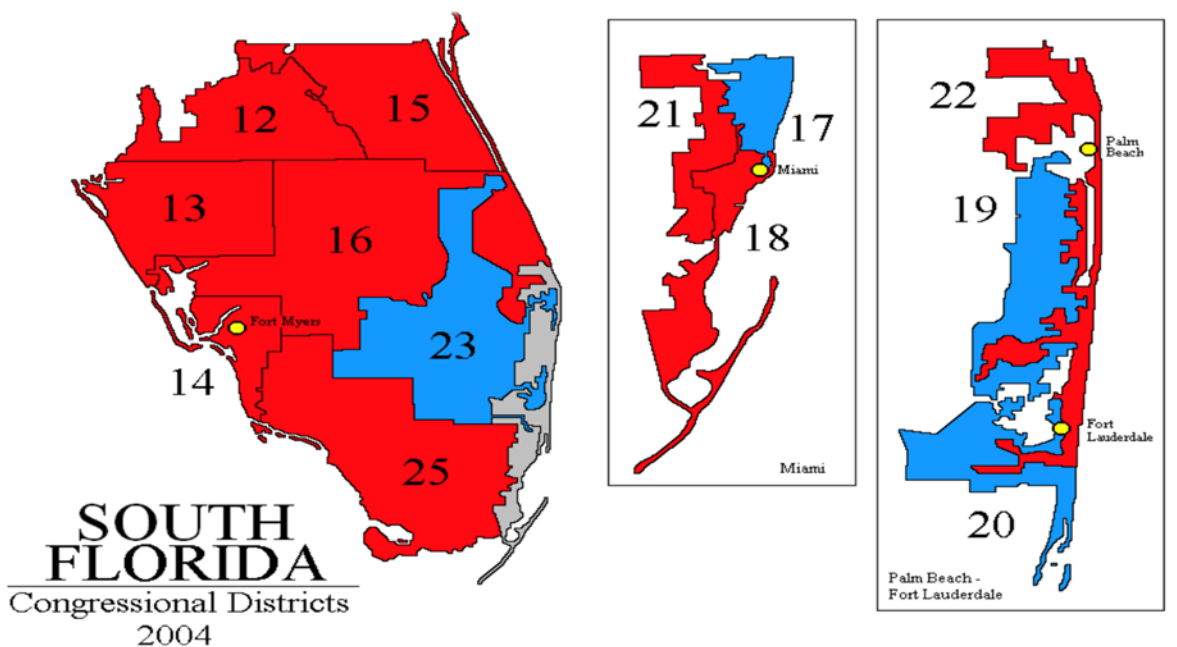 12
15
13
16
Fort Myers
23
14
25
SOUTH
FLORIDA
Congressional Districts
2004
21
17
Miami
18
Miami
22
Palm
Beach
19
Fort
Lauderdale
20
Palm Beach -
Fort Lauderdale